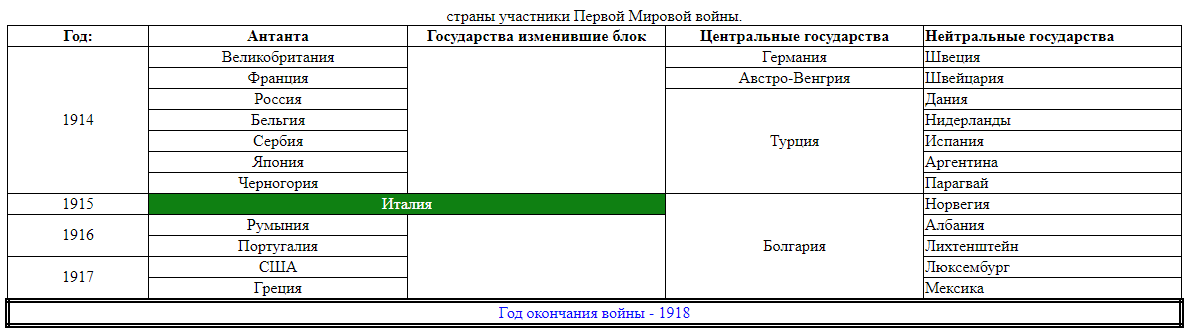 страны участники Первой Мировой войны.
Год: Антанта Государства изменившие блок Центральные государства Нейтральные государства
Великобритания Германия Швеция
Франция Австро-Венгрия Швейцария
Россия Дания
1914 Бельгия Нидерланды
Сербия Турция Испания
Япония Аргентина
Черногория Парагвай
1915 Италия Норвегия
1916 Румыния Албания
Португалия Болгария Лихтенштейн
1917 США Люксембург
Греция Мексика
Год окончания войны - 1918